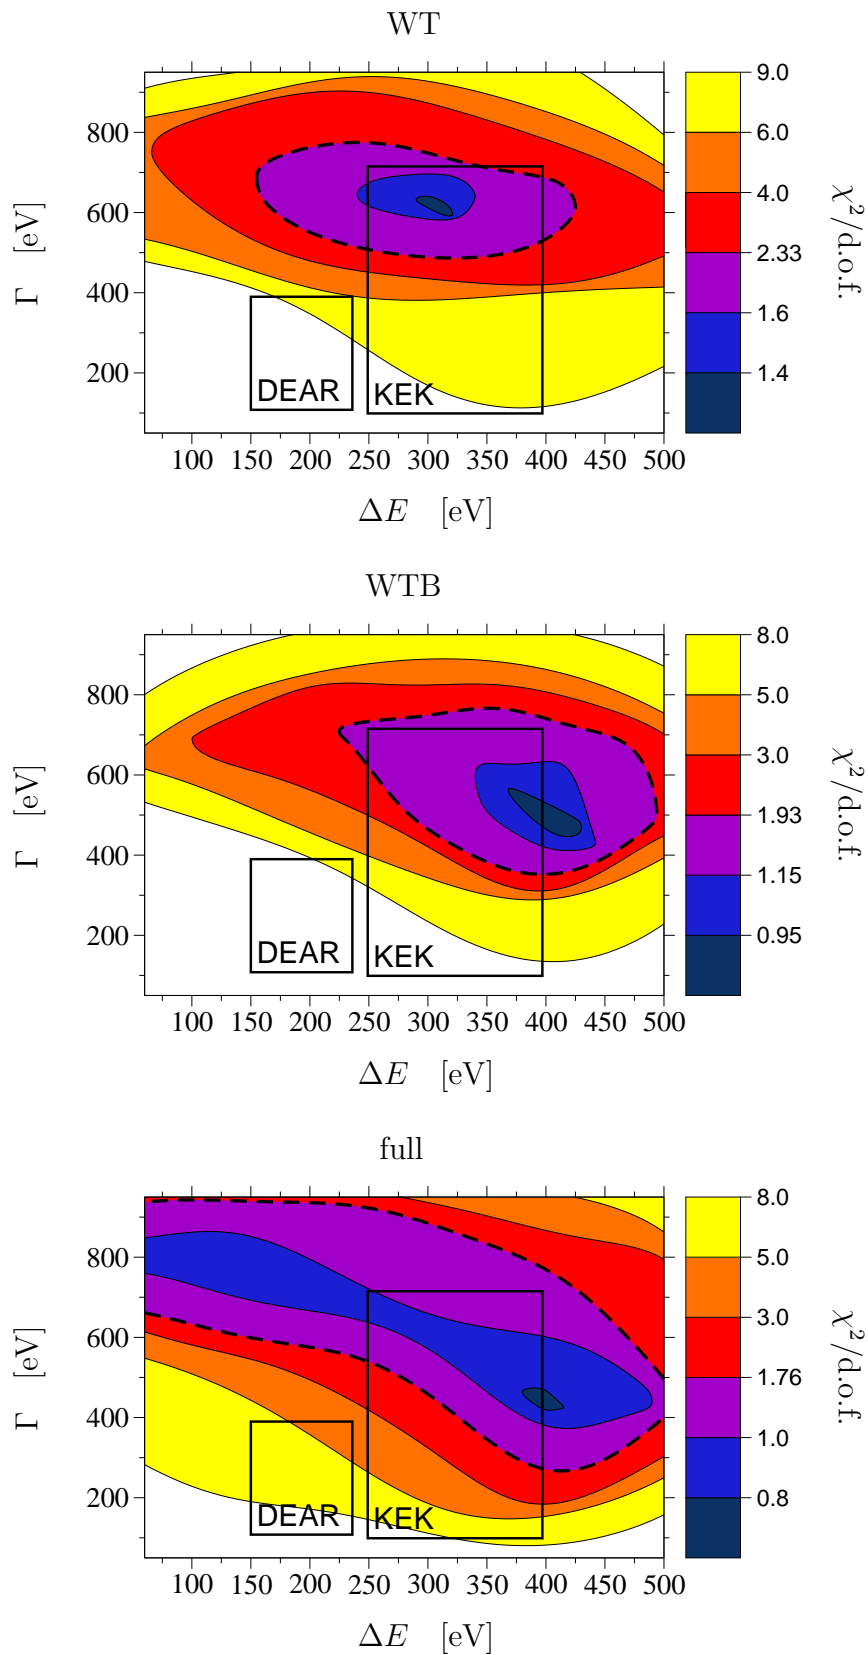 WT
9.0
800
6.0
600
4.0
Γ [eV]
χ²/d.o.f.
2.33
400
1.6
200
1.4
DEAR
KEK
100 150 200 250 300 350 400 450 500
ΔE [eV]
WTB
8.0
800
5.0
600
3.0
Γ [eV]
χ²/d.o.f.
1.93
400
1.15
200
0.95
DEAR
KEK
100 150 200 250 300 350 400 450 500
ΔE [eV]
full
8.0
800
5.0
600
3.0
Γ [eV]
χ²/d.o.f.
1.76
400
1.0
200
0.8
DEAR
KEK
100 150 200 250 300 350 400 450 500
ΔE [eV]